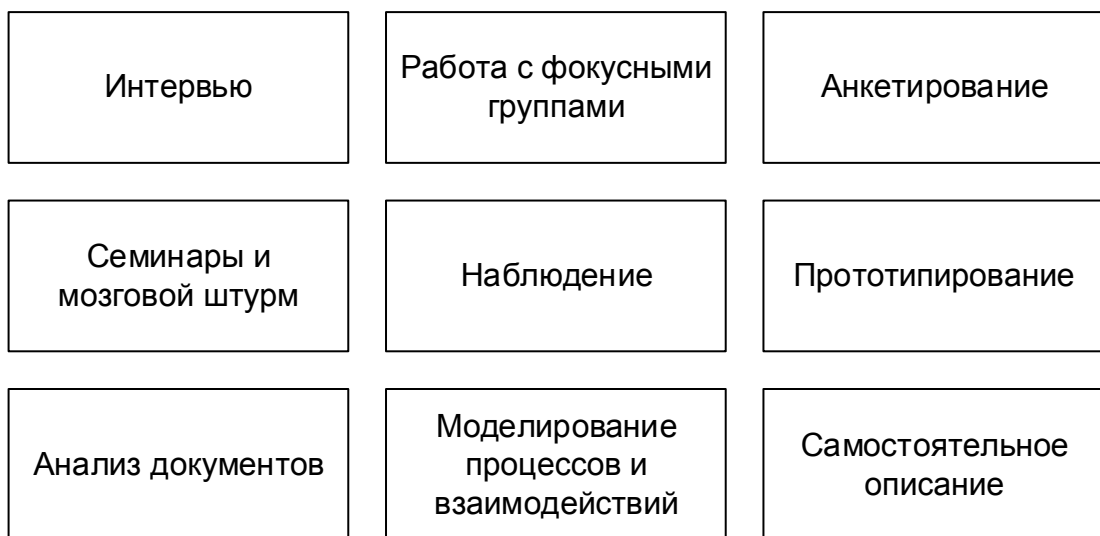 Интервью
Работа с фокусными
группами
Анкетирование
Семинары и
мозговой штурм
Наблюдение
Прототипирование
Анализ документов
Моделирование
процессов и
взаимодействий
Самостоятельное
описание